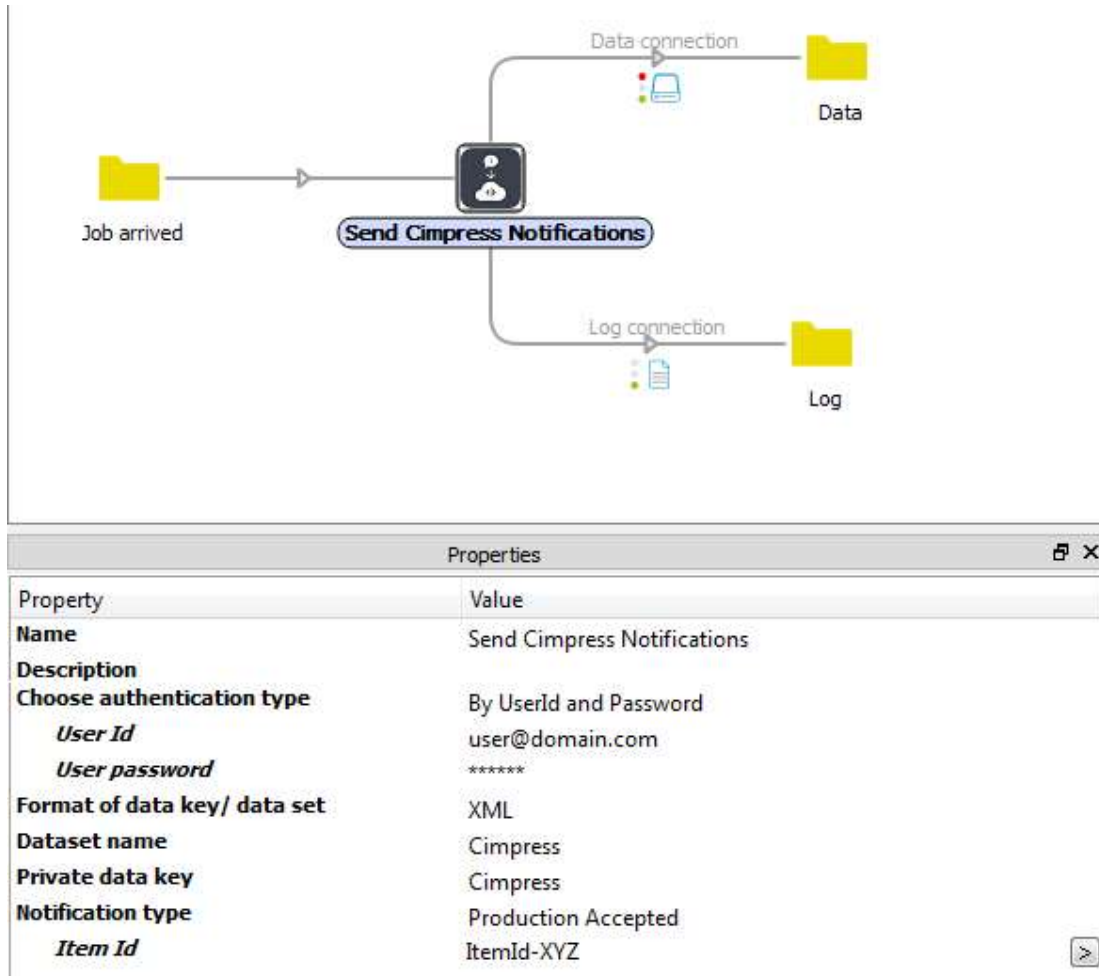 Data connection
Data
Job arrived
Send Cimpress Notifications
Log connection
Log
Properties
Property Value
Name Send Cimpress Notifications
Description
Choose authentication type By UserId and Password
User Id user@domain.com
User password ******
Format of data key/ data set XML
Dataset name Cimpress
Private data key Cimpress
Notification type Production Accepted
Item Id ItemId-XYZ >